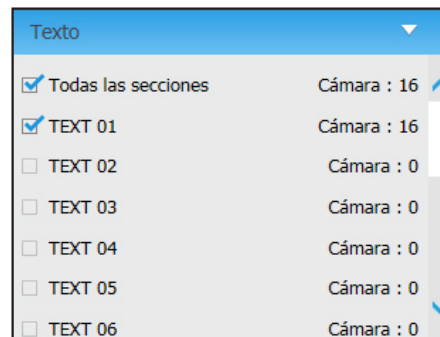 Texto
Todas las secciones Cámara : 16
TEXT 01 Cámara : 16
TEXT 02 Cámara : 0
TEXT 03 Cámara : 0
TEXT 04 Cámara : 0
TEXT 05 Cámara : 0
TEXT 06 Cámara : 0